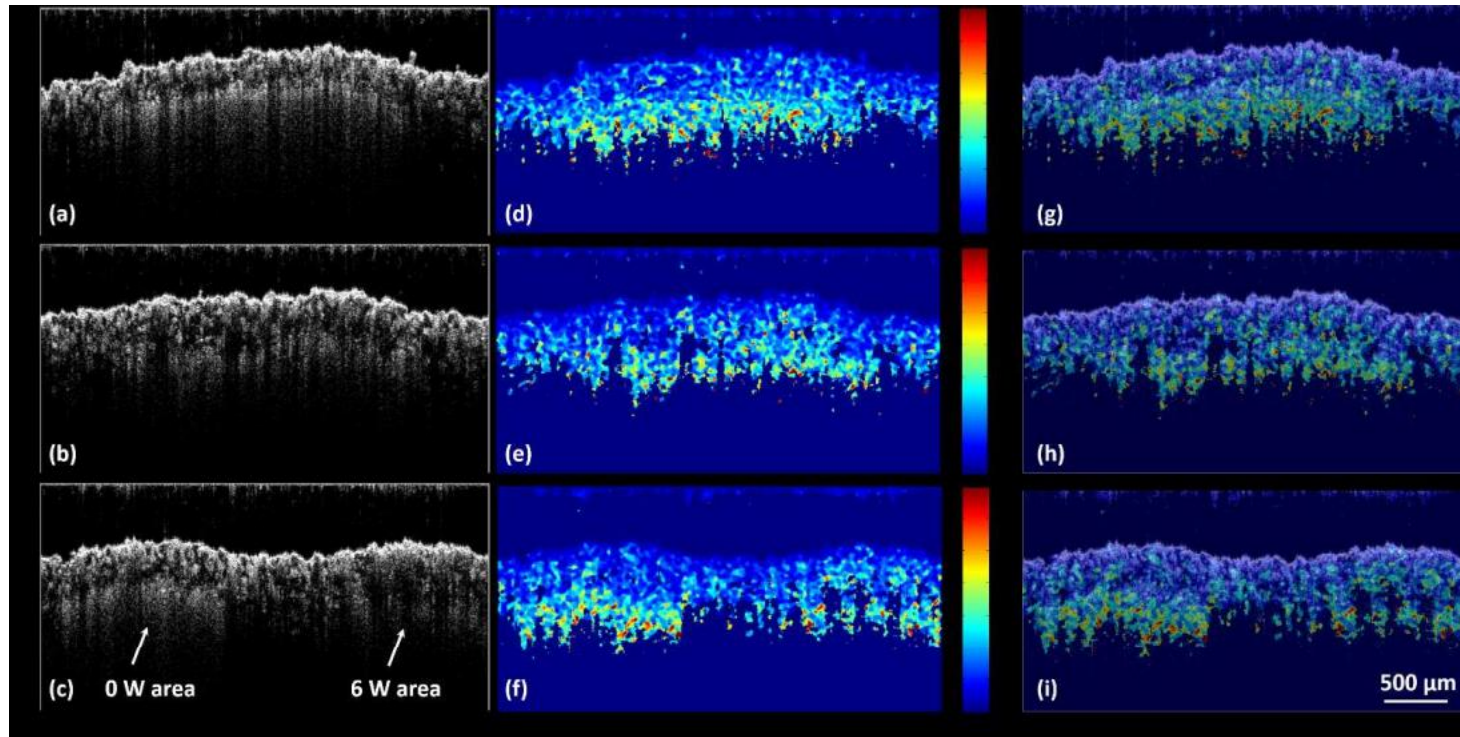 (a) (d) (g)
(b) (e) (h)
0 W area 6 W area 500 μm
(c) (f) (i)